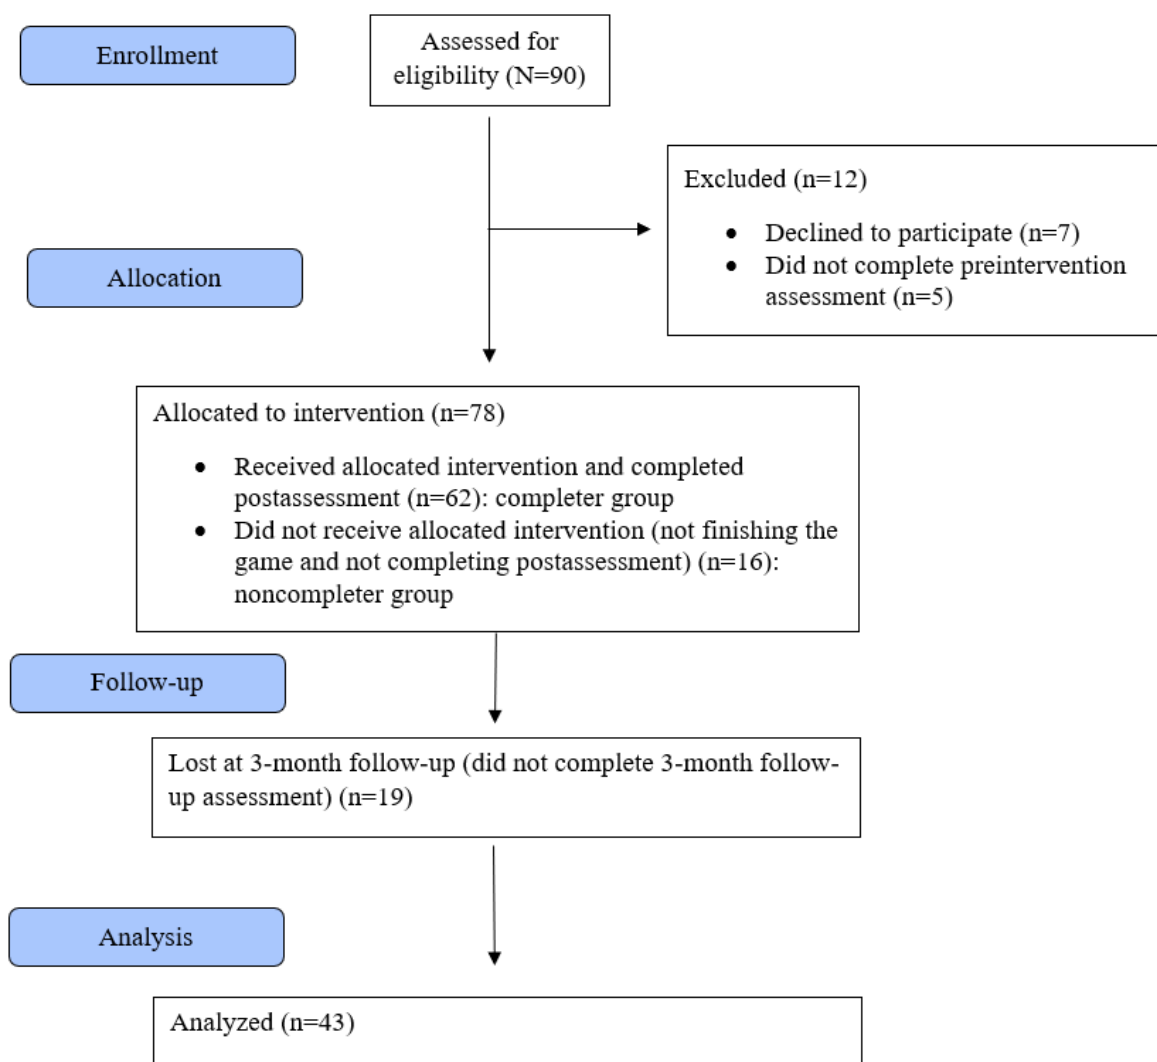 Enrollment
Assessed for
eligibility (N=90)
Excluded (n=12)
• Declined to participate (n=7)
• Did not complete preintervention
assessment (n=5)
Allocation
Allocated to intervention (n=78)
• Received allocated intervention and completed
postassessment (n=62): completer group
• Did not receive allocated intervention (not finishing the
game and not completing postassessment) (n=16):
noncompleter group
Follow-up
Lost at 3-month follow-up (did not complete 3-month follow-
up assessment) (n=19)
Analysis
Analyzed (n=43)